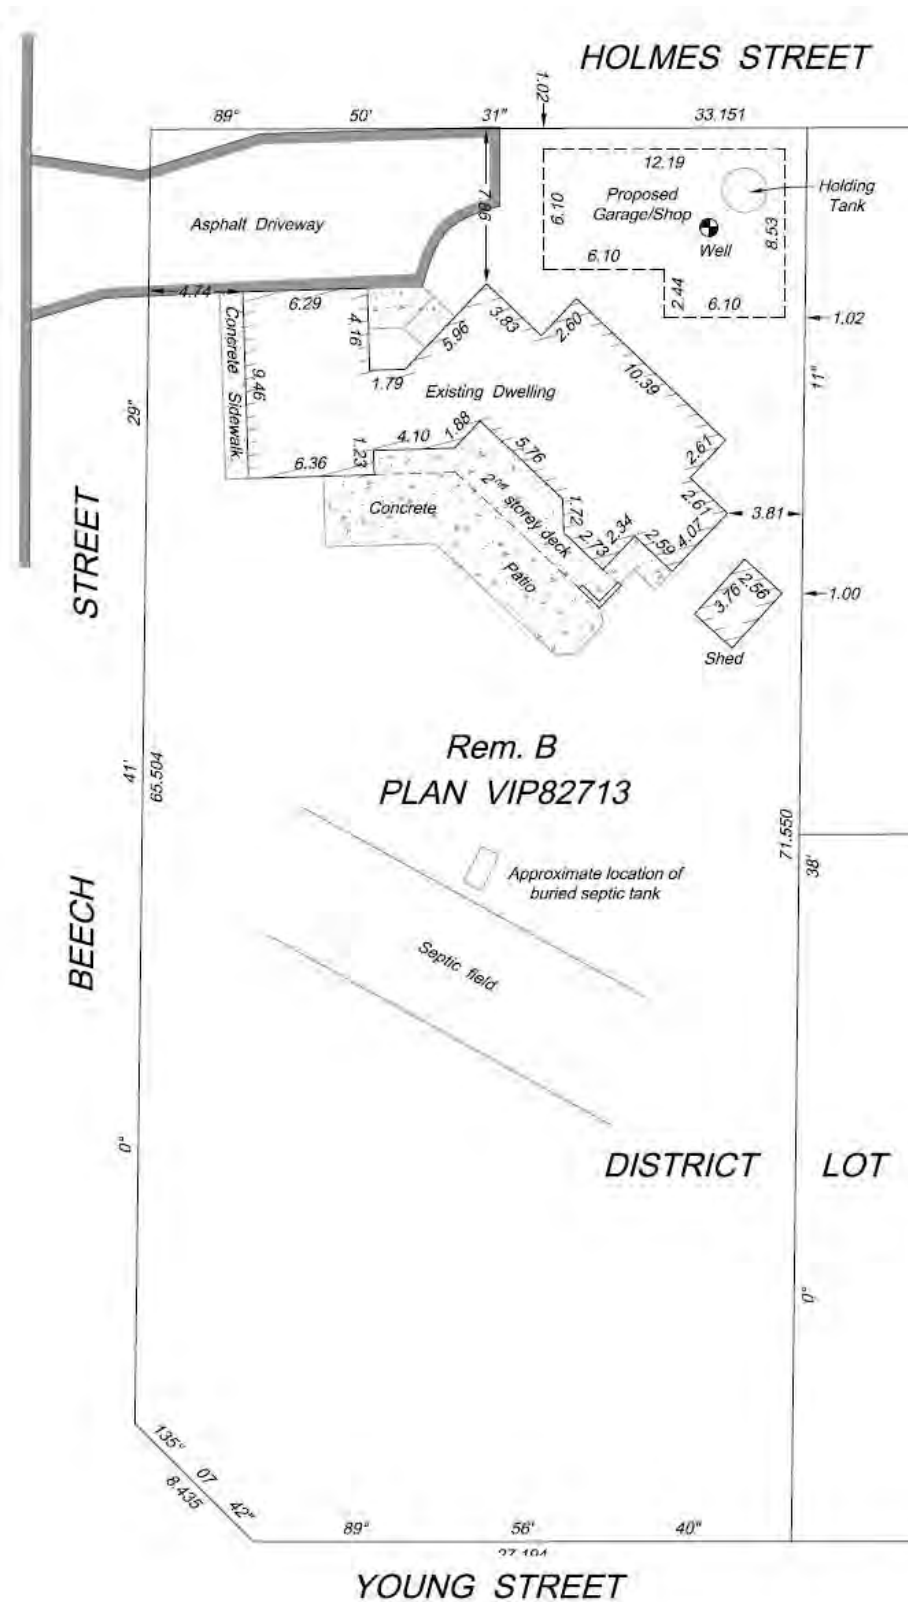 HOLMES STREET
1.02
89° 50' 31"
33.151
12.19
Holding
Tank
Proposed
Garage/Shop
6.10
7.86
8.53
Asphalt Driveway
Well
6.10
2.44
6.10
4.74
6.29
1.02
3.83
2.60
5.96
4.16
Concrete Sidewalk
9.46
1.79
10.39
11"
Existing Dwelling
29"
1.88
4.10
1.23
5.76
2.61
6.36
2.61
2nd storey deck
Concrete
1.72
3.81
2.34
2.73
2.59
4.07
STREET
Patio
2.56
3.76
1.00
Shed
Rem. B
PLAN VIP82713
41'
65.504
71.550
38'
Approximate location of
buried septic tank
BEECH
Septic field
0°
DISTRICT LOT
0°
135° 07 42"
8.435
89° 56' 40"
27.194
YOUNG STREET